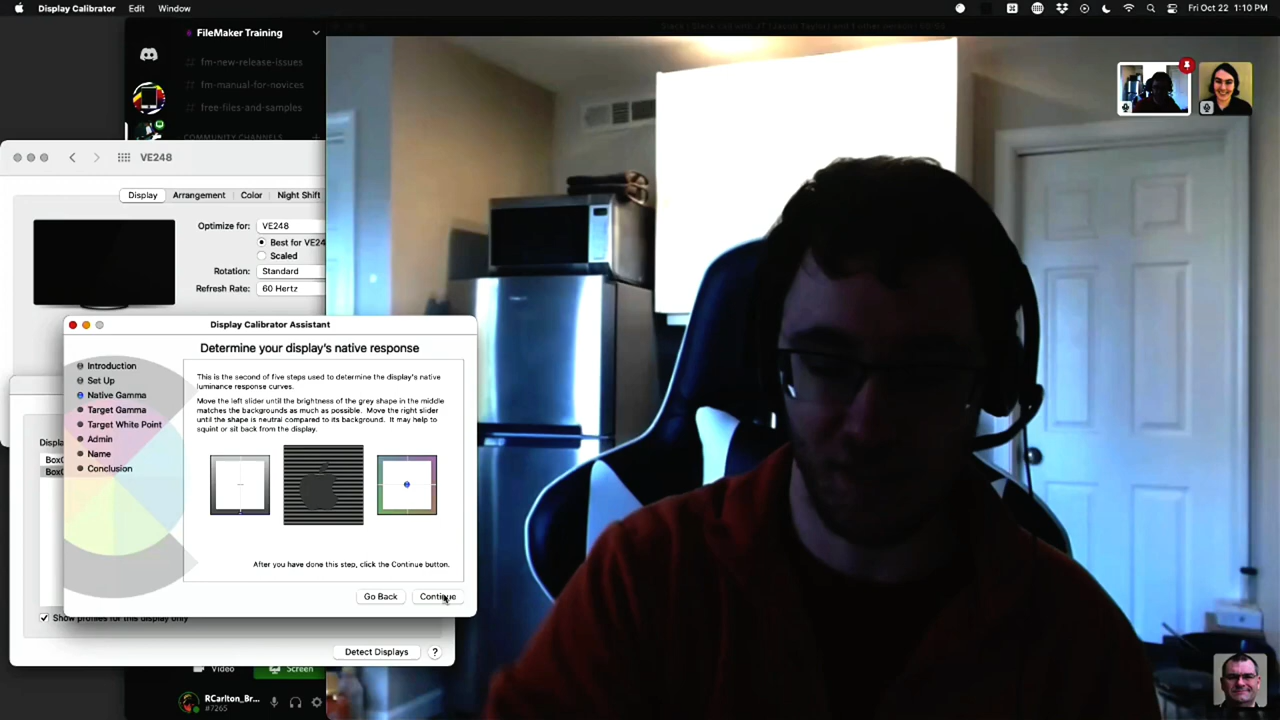 Display Calibrator Edit Window
Fri Oct 22 1:10 PM
FileMaker Training
# fm-new-release-issues
# fm-manual-for-novices
# free-files-and-samples
COMMUNITY CHANNELS +
VE248
Display Arrangement Color Night Shift
Optimize for: VE248
Best for VE24
Scaled
Rotation: Standard
Refresh Rate: 60 Hertz
Display Calibrator Assistant
Determine your display's native response
Introduction
Set Up
Native Gamma
Target Gamma
Target White Point
Admin
Name
Conclusion
This is the second of five steps used to determine the display's native
luminance response curves.
Move the left slider until the brightness of the grey shape in the middle
matches the backgrounds as much as possible. Move the right slider
until the shape is neutral compared to its background. It may help to
squint or sit back from the display.
After you have done this step, click the Continue button.
Go Back Continue
Displa
Box
Box
Show profiles for this display only
Detect Displays ?
Video Screen
RCarlton_Br...
#7265